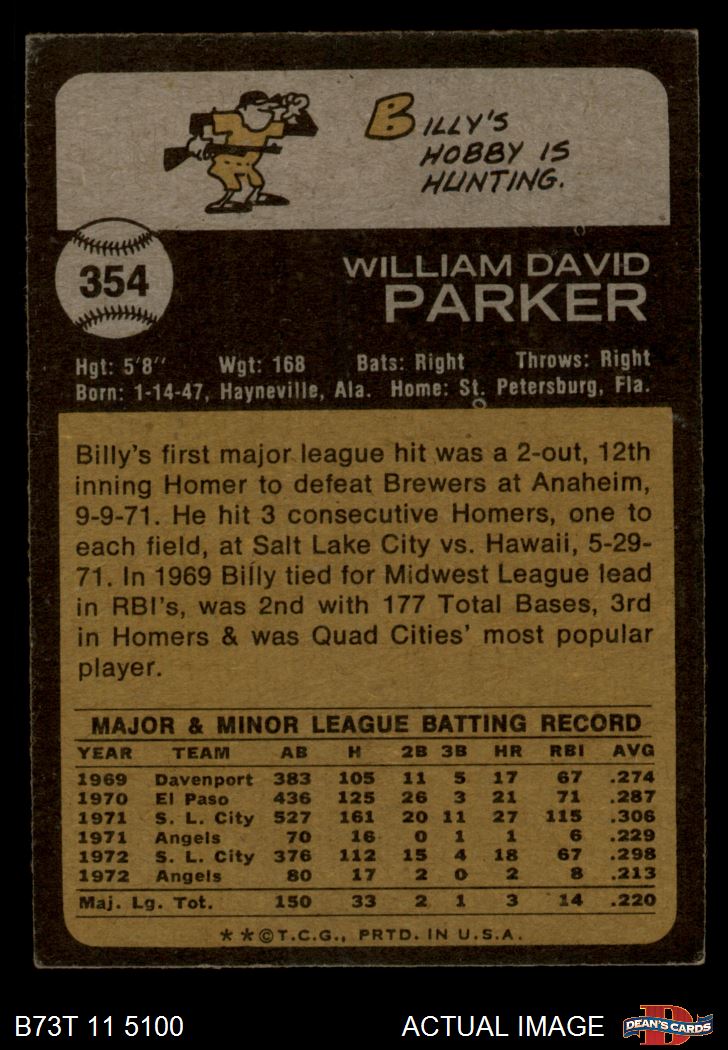 BILLY'S
HOBBY IS
HUNTING.
354
WILLIAM DAVID
PARKER
Hgt: 5'8'' Wgt: 168 Bats: Right Throws: Right
Born: 1-14-47, Hayneville, Ala. Home: St. Petersburg, Fla.
Billy's first major league hit was a 2-out, 12th
inning Homer to defeat Brewers at Anaheim,
9-9-71. He hit 3 consecutive Homers, one to
each field, at Salt Lake City vs. Hawaii, 5-29-
71. In 1969 Billy tied for Midwest League lead
in RBI's, was 2nd with 177 Total Bases, 3rd
in Homers & was Quad Cities' most popular
player.
MAJOR & MINOR LEAGUE BATTING RECORD
YEAR TEAM AB H 2B 3B HR RBI AVG
1969 Davenport 383 105 11 5 17 67 .274
1970 El Paso 436 125 26 3 21 71 .287
1971 S. L. City 527 161 20 11 27 115 .306
1971 Angels 70 16 0 1 1 6 .229
1972 S. L. City 376 112 15 4 18 67 .298
1972 Angels 80 17 2 0 2 8 .213
Maj. Lg. Tot. 150 33 2 1 3 14 .220
**©T.C.G., PRTD. IN U.S.A.
B73T 11 5100 ACTUAL IMAGE
D
DEAN'S CARDS